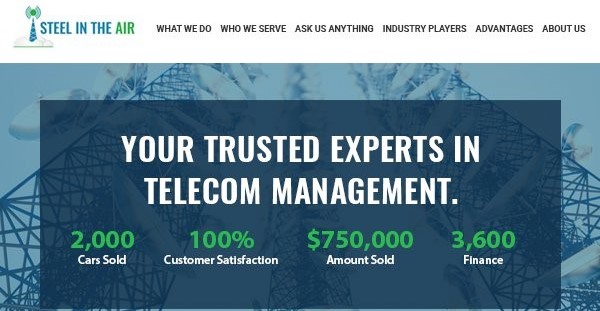 STEEL IN THE AIR
WHAT WE DO WHO WE SERVE ASK US ANYTHING INDUSTRY PLAYERS ADVANTAGES ABOUT US
YOUR TRUSTED EXPERTS IN
TELECOM MANAGEMENT.
2,000 100% $750,000 3,600
Cars Sold Customer Satisfaction Amount Sold Finance